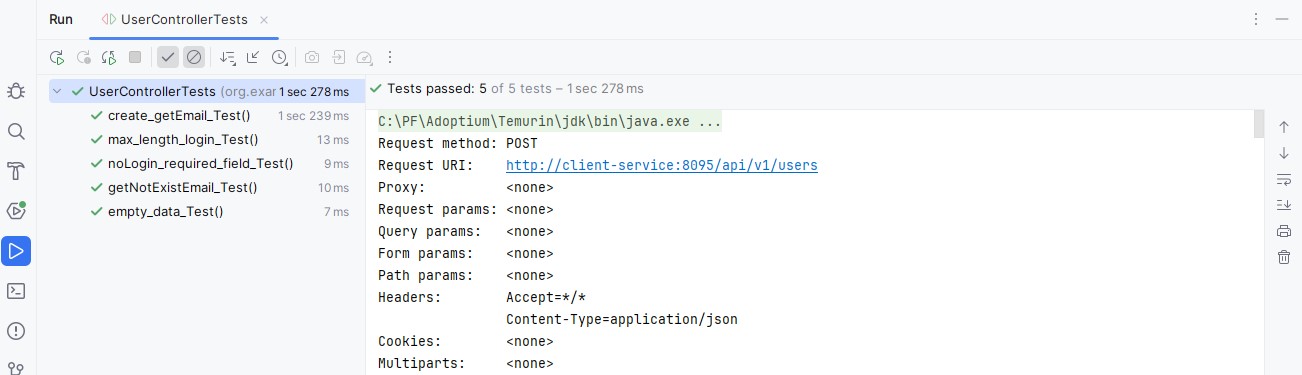 Run UserControllerTests
UserControllerTests (org.exar 1 sec 278 ms
create_getEmail_Test() 1 sec 239 ms
max_length_login_Test() 13 ms
noLogin_required_field_Test() 9 ms
getNotExistEmail_Test() 10 ms
empty_data_Test() 7 ms
Tests passed: 5 of 5 tests – 1 sec 278 ms
C:\PF\Adoptium\Temurin\jdk\bin\java.exe ...
Request method: POST
Request URI: http://client-service:8095/api/v1/users
Proxy: <none>
Request params: <none>
Query params: <none>
Form params: <none>
Path params: <none>
Headers: Accept=*/*
Content-Type=application/json
Cookies: <none>
Multiparts: <none>